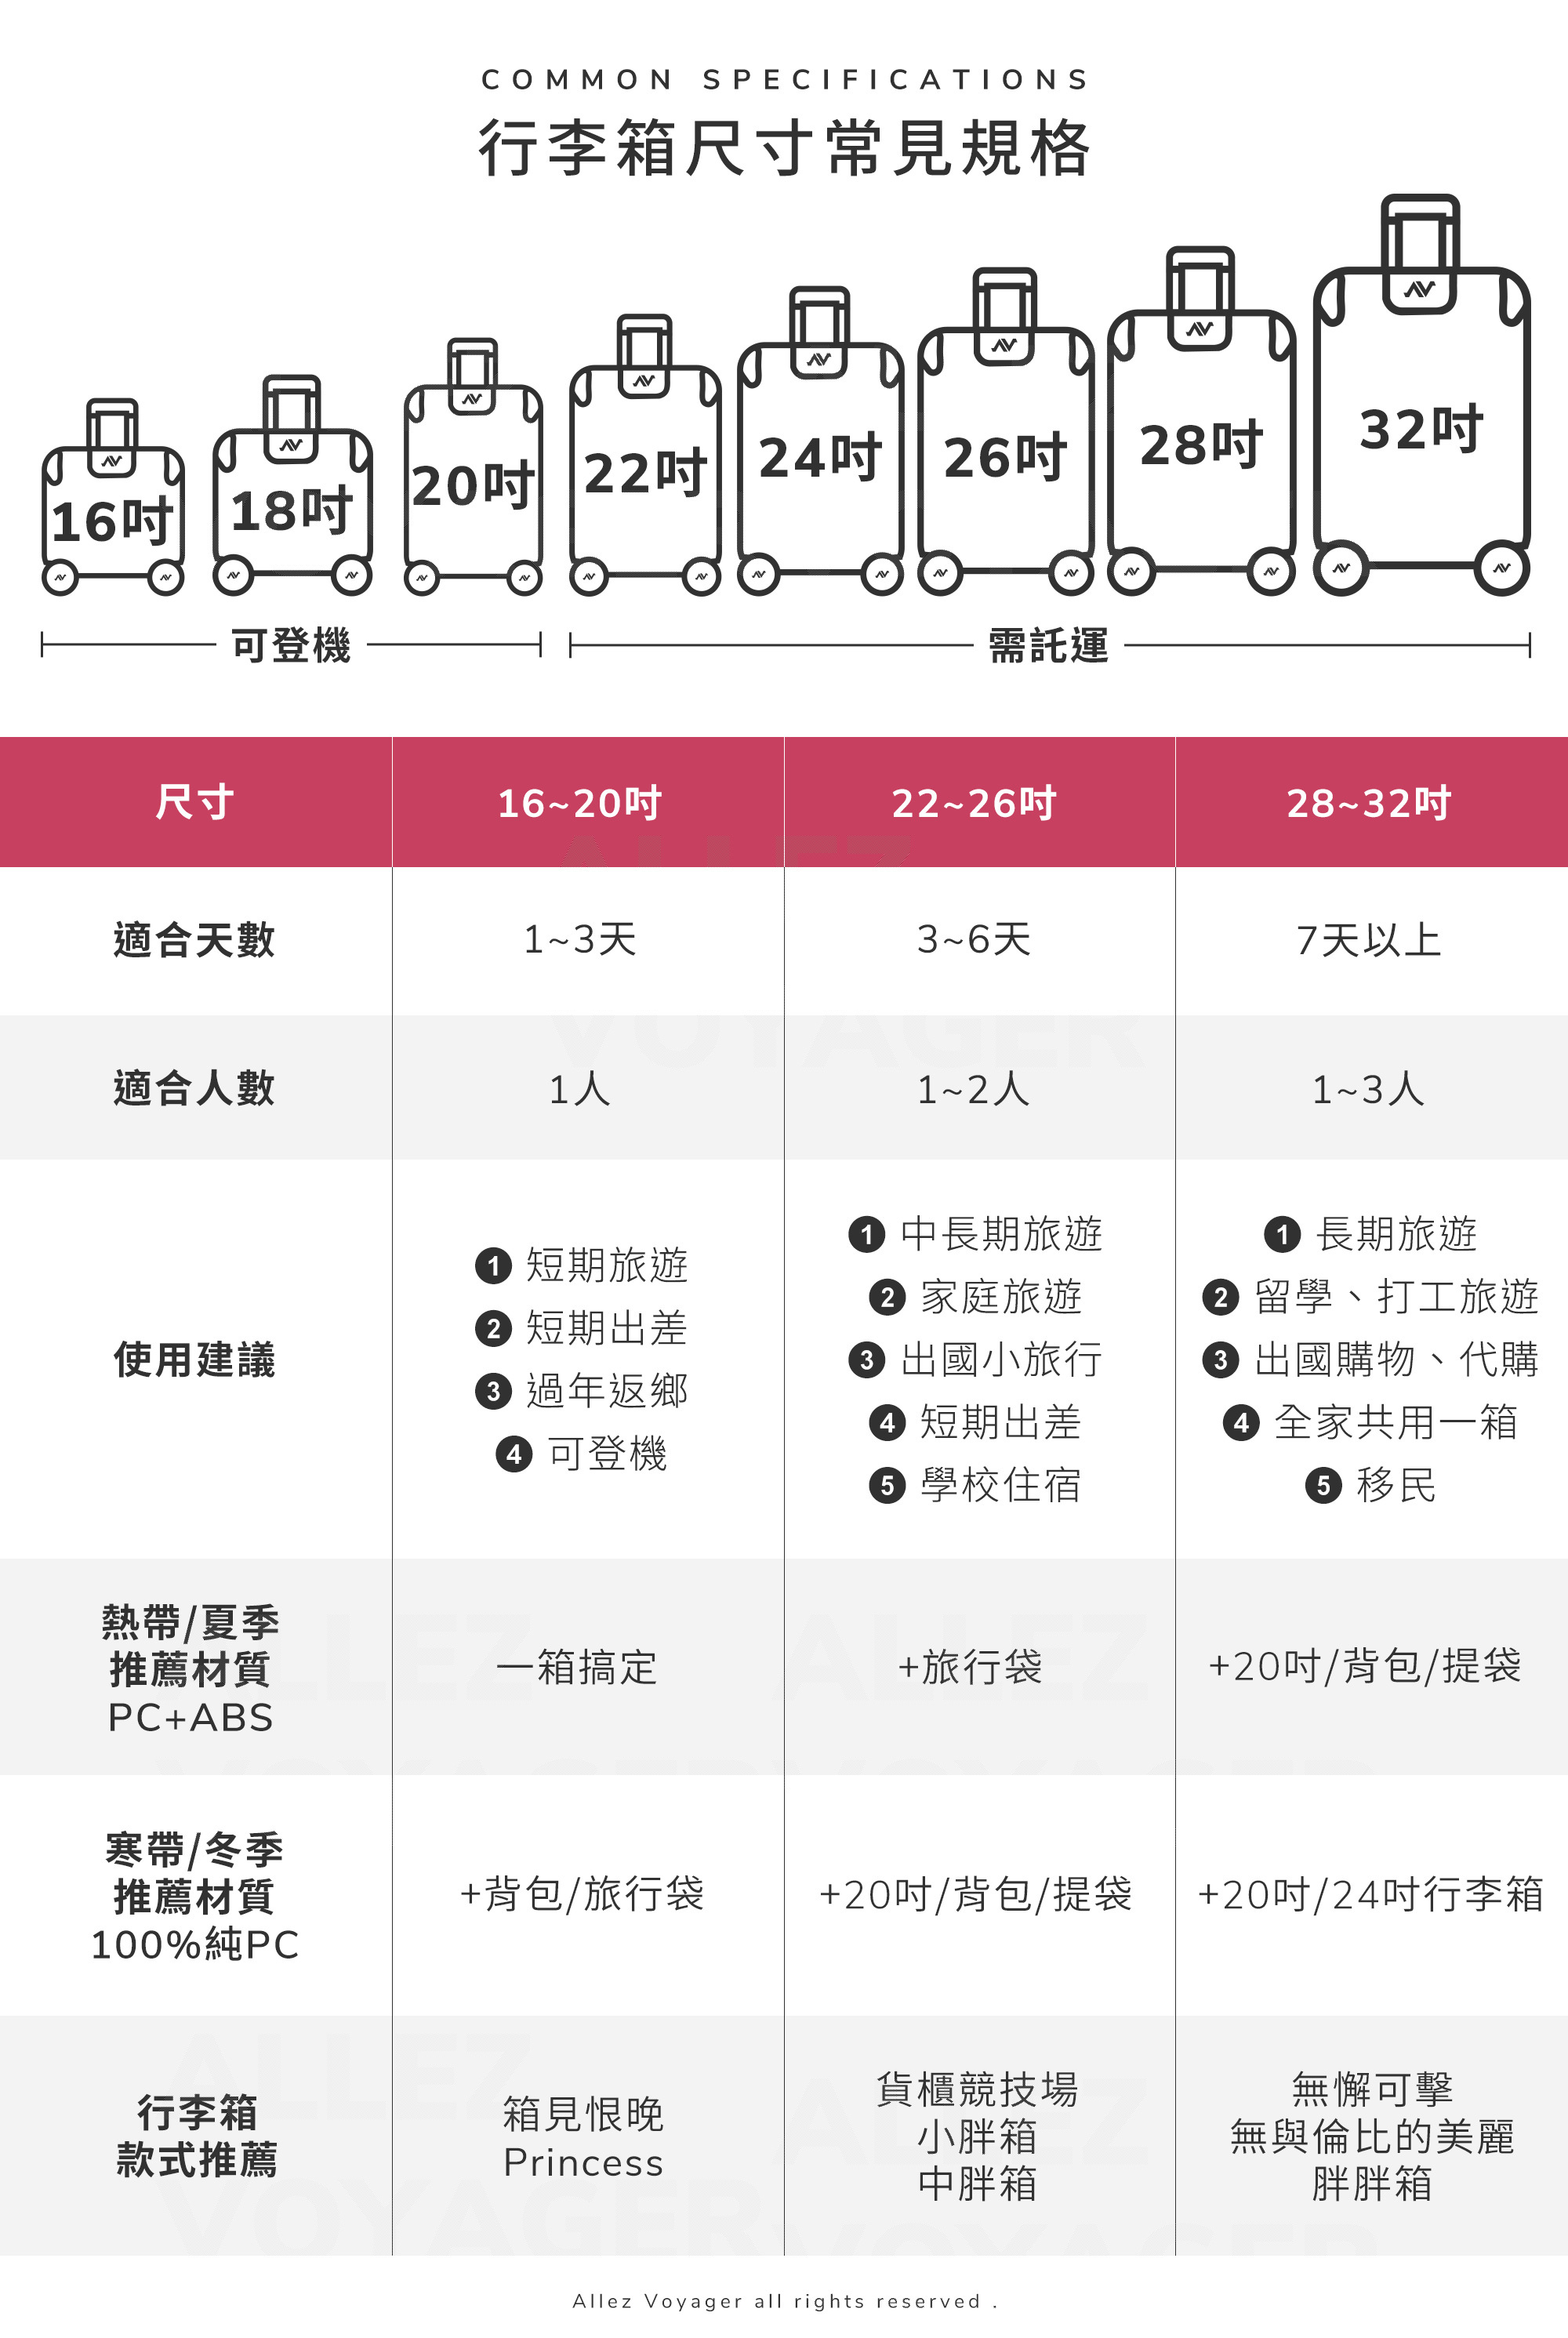 COMMON SPECIFICATIONS
行李箱尺寸常見規格
16吋
18吋
20吋
22吋
24吋
26吋
28吋
32吋
可登機
需託運
尺寸
16~20吋
22~26吋
28~32吋
適合天數
1~3天
3~6天
7天以上
適合人數
1人
1~2人
1~3人
使用建議
1 短期旅遊
2 短期出差
3 過年返鄉
4 可登機
1 中長期旅遊
2 家庭旅遊
3 出國小旅行
4 短期出差
5 學校住宿
1 長期旅遊
2 留學、打工旅遊
3 出國購物、代購
4 全家共用一箱
5 移民
熱帶/夏季
推薦材質
PC+ABS
一箱搞定
+旅行袋
+20吋/背包/提袋
寒帶/冬季
推薦材質
100%純PC
+背包/旅行袋
+20吋/背包/提袋
+20吋/24吋行李箱
行李箱
款式推薦
箱見恨晚
Princess
貨櫃競技場
小胖箱
中胖箱
無懈可擊
無與倫比的美麗
胖胖箱
ALLEZ
VOYAGER
Allez Voyager all rights reserved .